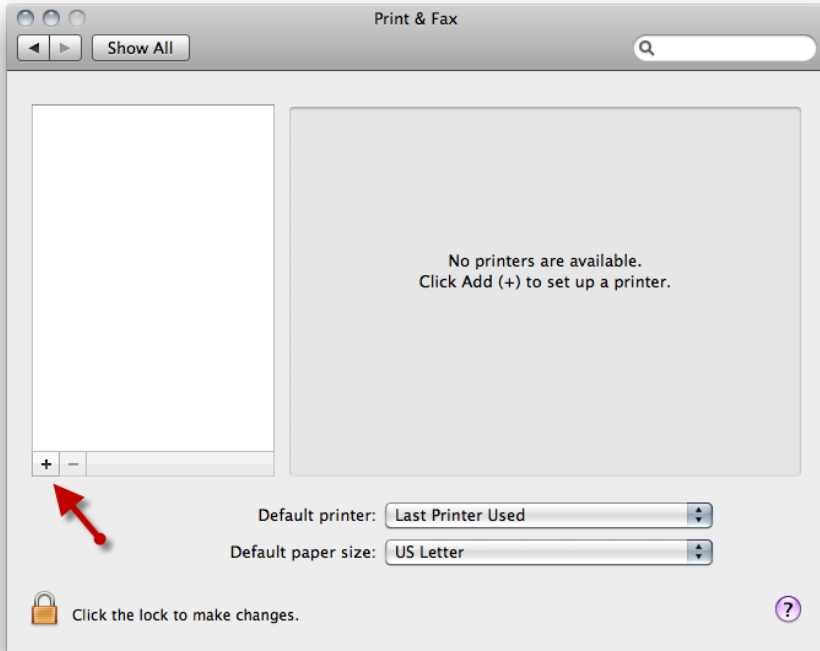 Print & Fax
Show All
No printers are available.
Click Add (+) to set up a printer.
+ −
Default printer: Last Printer Used
Default paper size: US Letter
Click the lock to make changes.
?